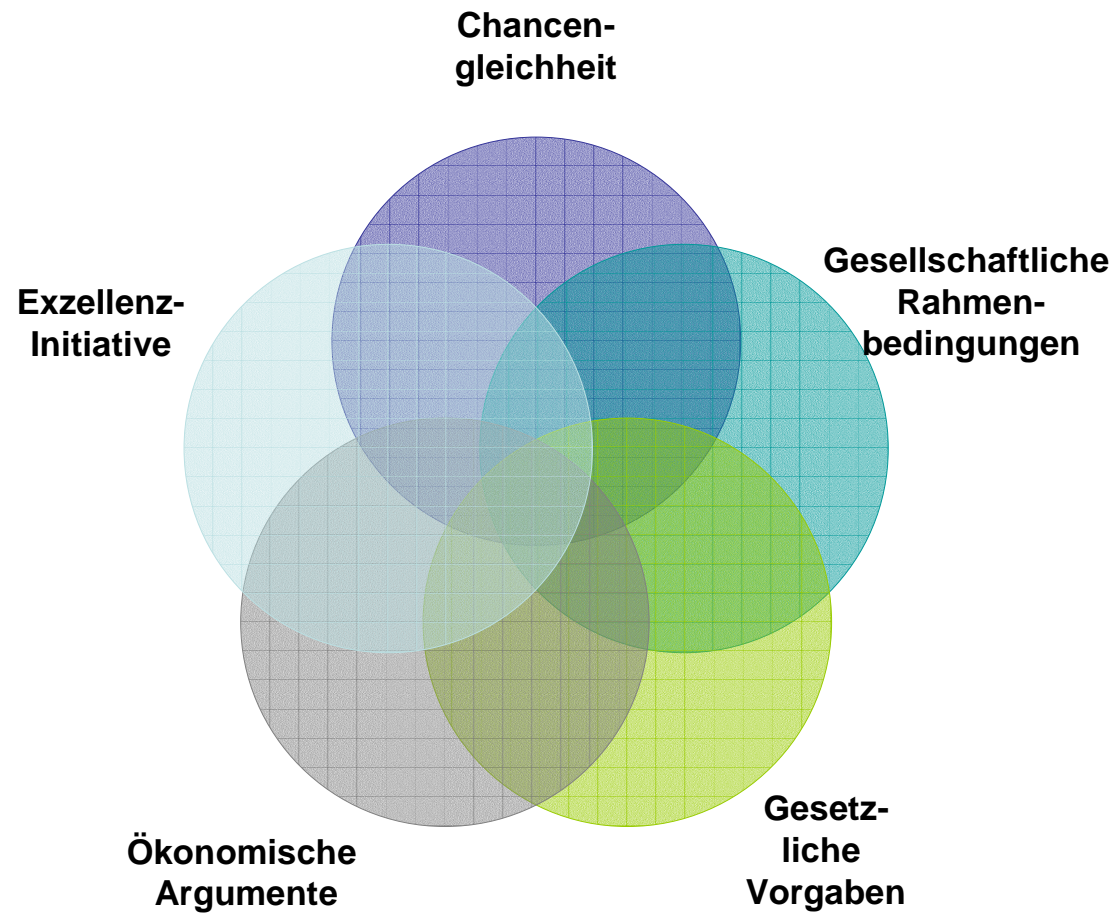 Chancen-
gleichheit
Gesellschaftliche
Rahmen-
bedingungen
Exzellenz-
Initiative
Gesetz-
liche
Vorgaben
Ökonomische
Argumente